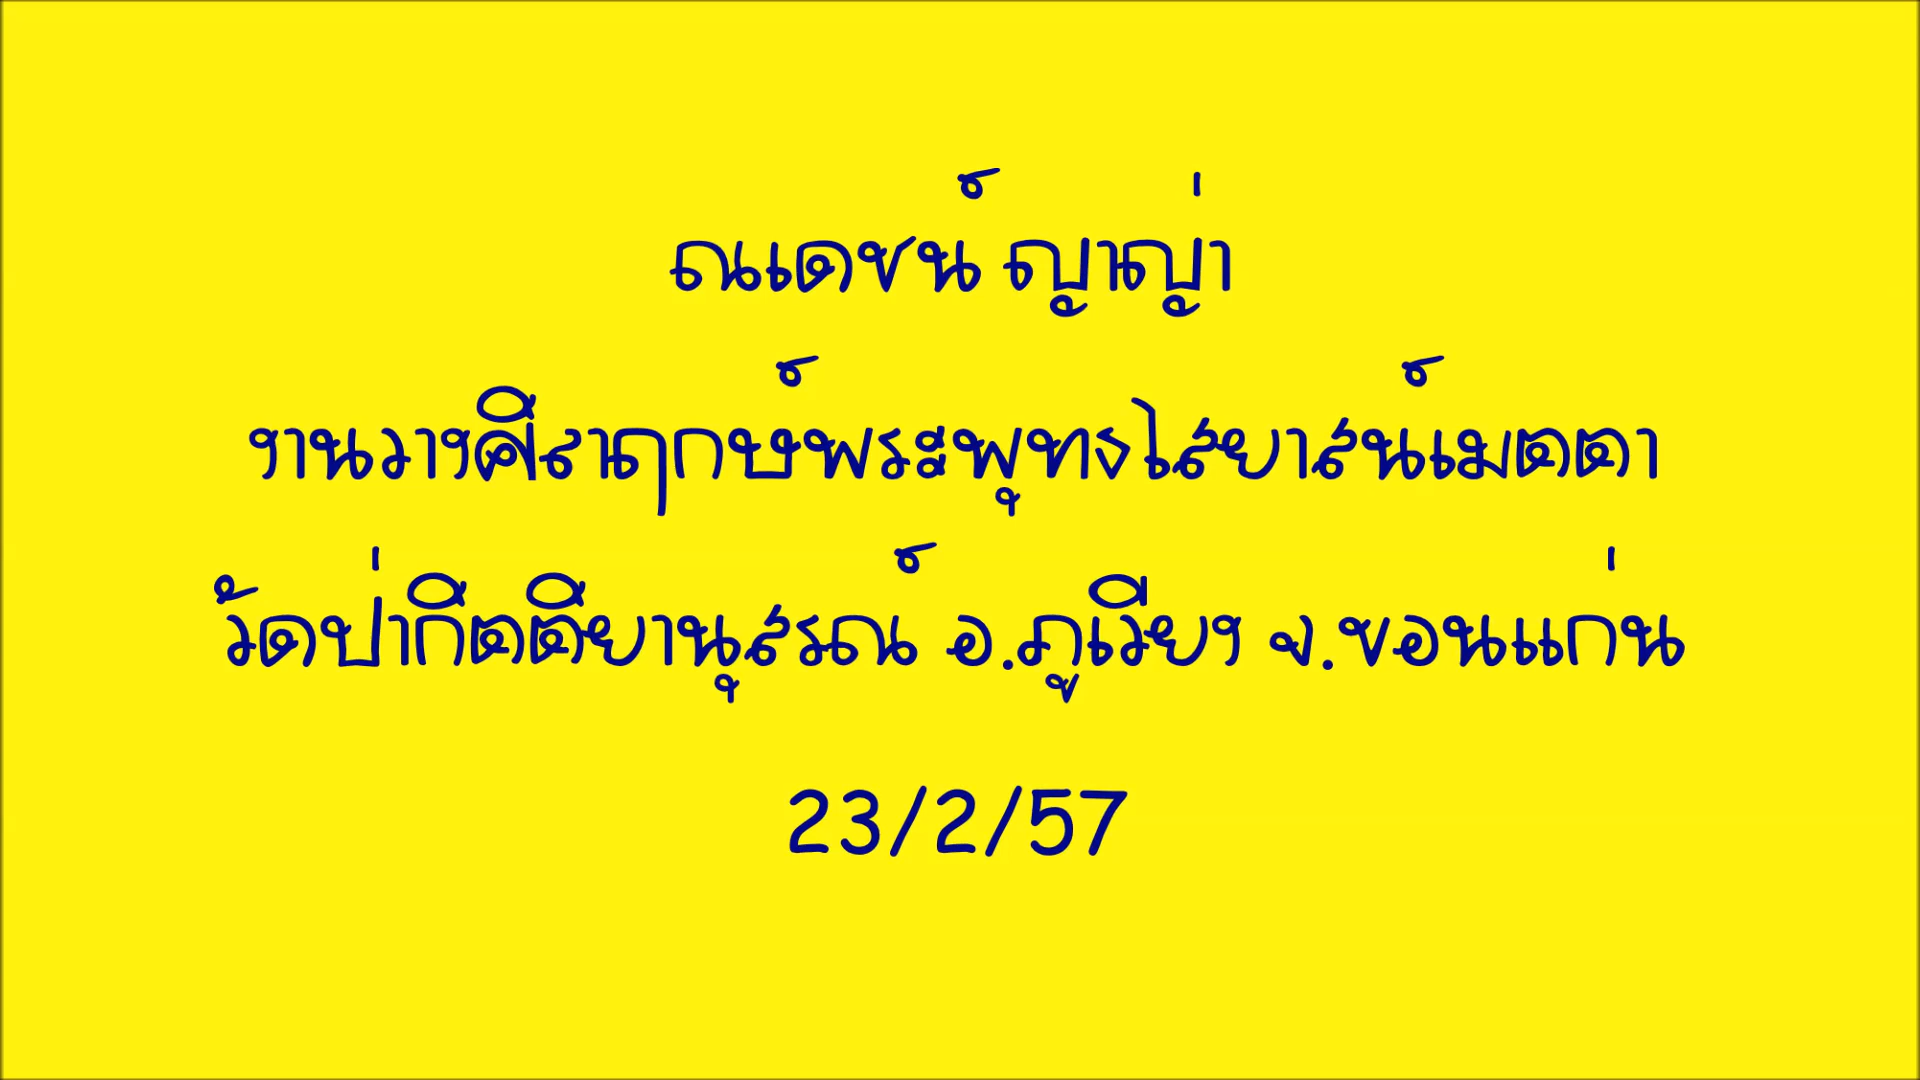 ณเดชน์ ญาญ่า
งานวางศิลาฤกษ์พระพุทธไสยาสน์เมตตา
วัดป่ากิตติยานุสรณ์ อ.ภูเวียง จ.ขอนแก่น
23/2/57